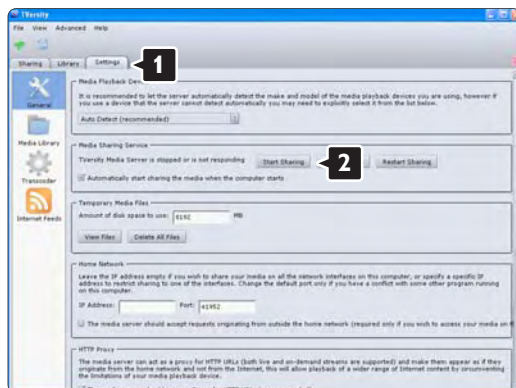 TVersity
File View Advanced Help
Sharing Library Settings
1
General
Media Library
Transcoder
Internet Feeds
Media Playback
It is recommended to let the server automatically detect the make and model of the media playback devices you are using, however if
you use a device that the server cannot detect automatically you may need to explicitly select it from the list below.
Auto Detect (recommended)
Media Sharing Service
TVersity Media Server is stopped or is not responding Start Sharing 2 Restart Sharing
Automatically start sharing the media when the computer starts
Temporary Media Files
Amount of disk space to use: 8192 MB
View Files Delete All Files
Home Network
Leave the IP address empty if you wish to share your media on all the network interfaces on this computer, or specify a specific IP
address to restrict sharing to one of the interfaces. Change the default port only if you have a conflict with some other program running
on this computer.
IP Address: Port: 41952
The media server should accept requests originating from outside the home network (required only if you wish to access your media on
HTTP Proxy
The media server can act as a proxy for HTTP URLs (both live and on-demand streams are supported) and make them appear as if they
originate from the home network and not from the Internet, this will allow playback of a wider range of Internet content by circumventing
the limitations of your media playback device.